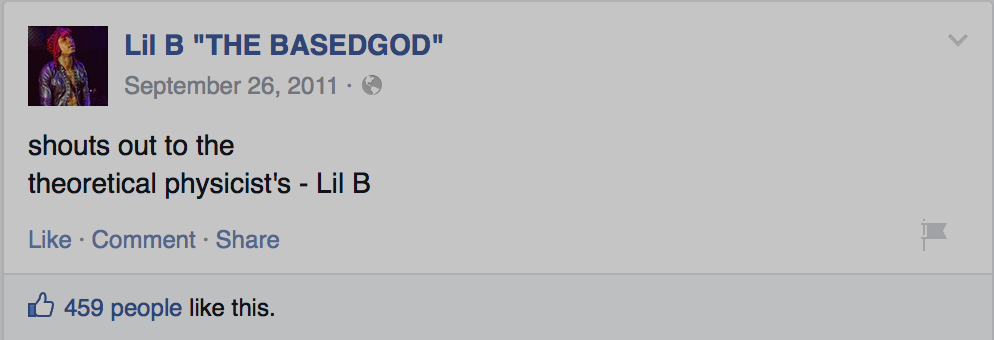 Lil B "THE BASEDGOD"
September 26, 2011 ·
shouts out to the
theoretical physicist's - Lil B
Like · Comment · Share
459 people like this.